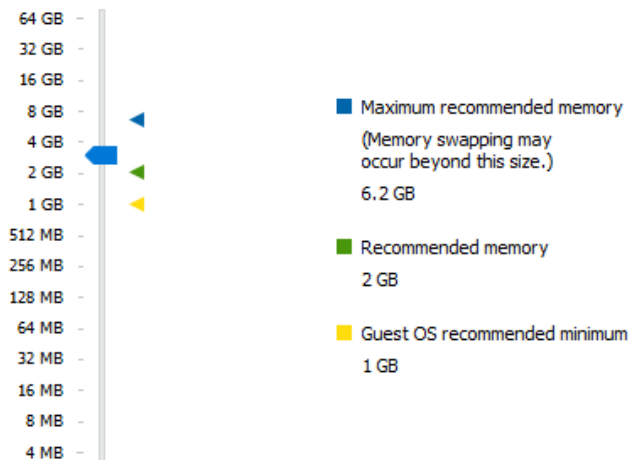 64 GB
32 GB
16 GB
8 GB
4 GB
2 GB
1 GB
512 MB
256 MB
128 MB
64 MB
32 MB
16 MB
8 MB
4 MB
Maximum recommended memory
(Memory swapping may
occur beyond this size.)
6.2 GB
Recommended memory
2 GB
Guest OS recommended minimum
1 GB